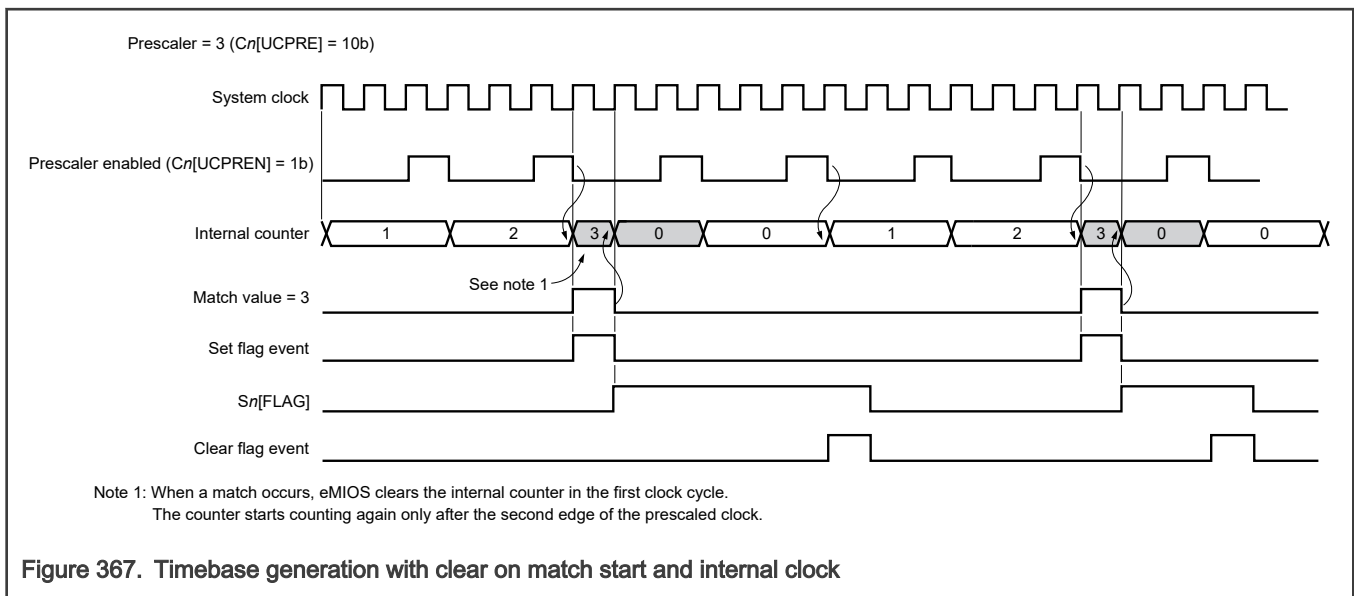 Prescaler = 3 (Cn[UCPRE] = 10b)
System clock
Prescaler enabled (Cn[UCPREN] = 1b)
Internal counter 1 2 3 0 0 1 2 3 0 0
See note 1
Match value = 3
Set flag event
Sn[FLAG]
Clear flag event
Note 1: When a match occurs, eMIOS clears the internal counter in the first clock cycle.
The counter starts counting again only after the second edge of the prescaled clock.
Figure 367. Timebase generation with clear on match start and internal clock